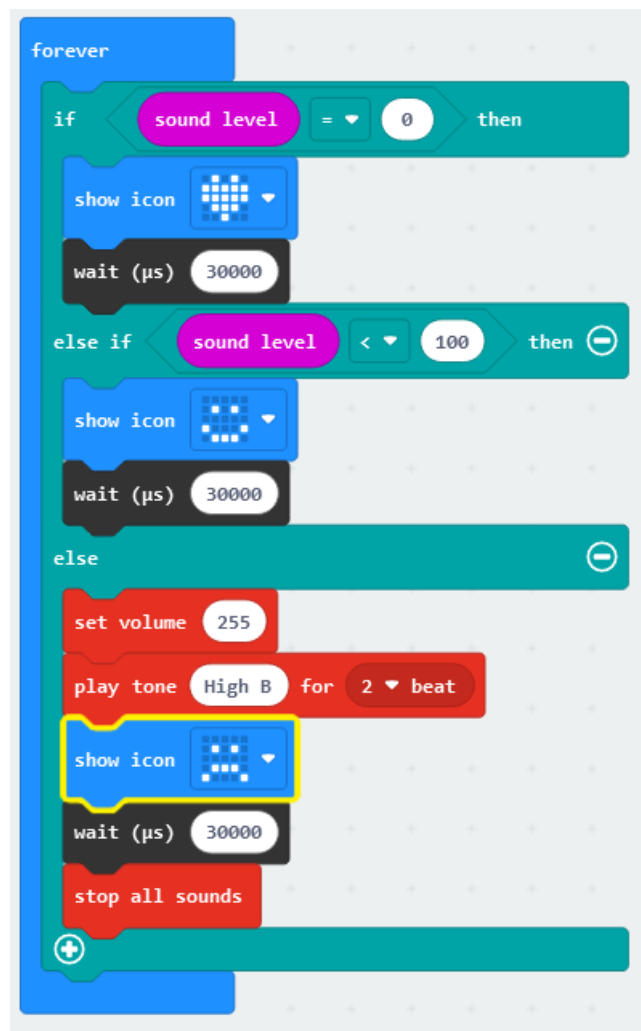 forever
if sound level = 0 then
show icon
wait (µs) 30000
else if sound level < 100 then
show icon
wait (µs) 30000
else
set volume 255
play tone High B for 2 beat
show icon
wait (µs) 30000
stop all sounds